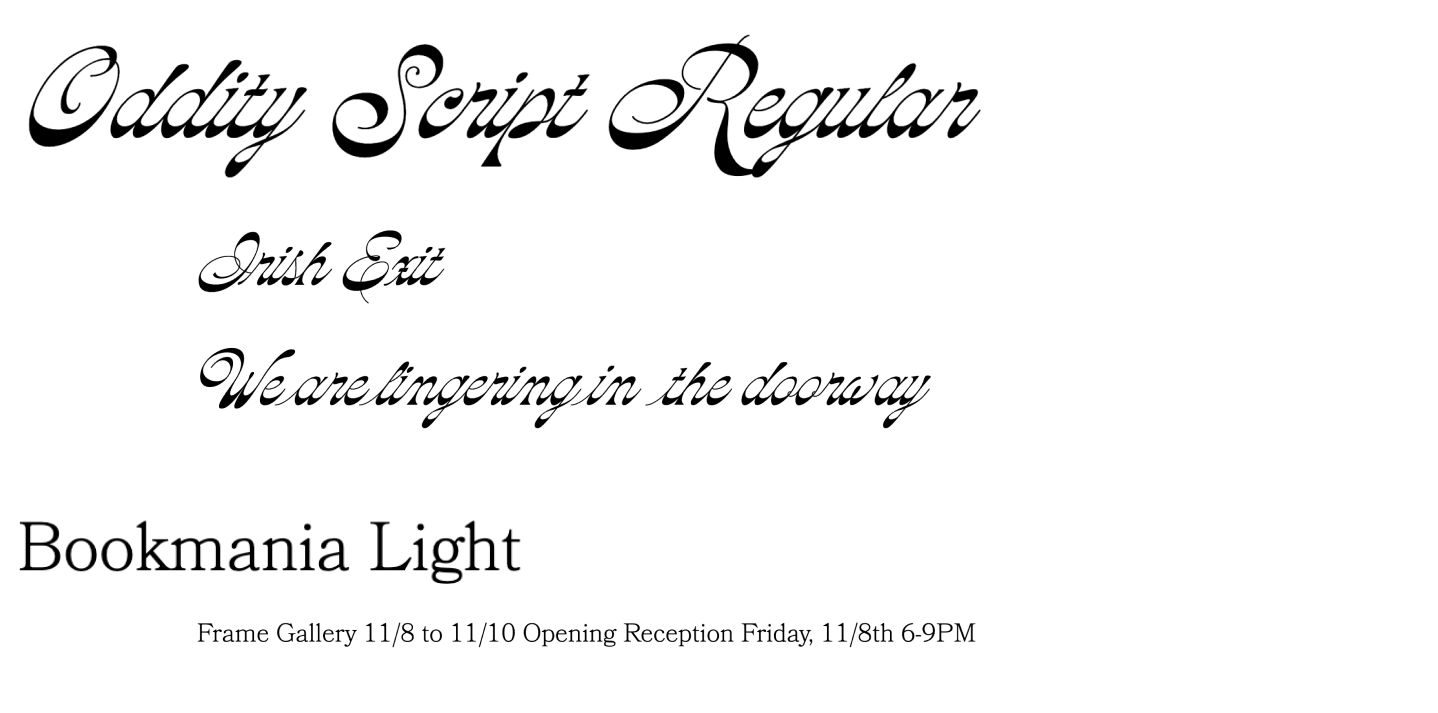 Oddity Script Regular
Irish Exit
We are lingering in the doorway
Bookmania Light
Frame Gallery 11/8 to 11/10 Opening Reception Friday, 11/8th 6-9PM